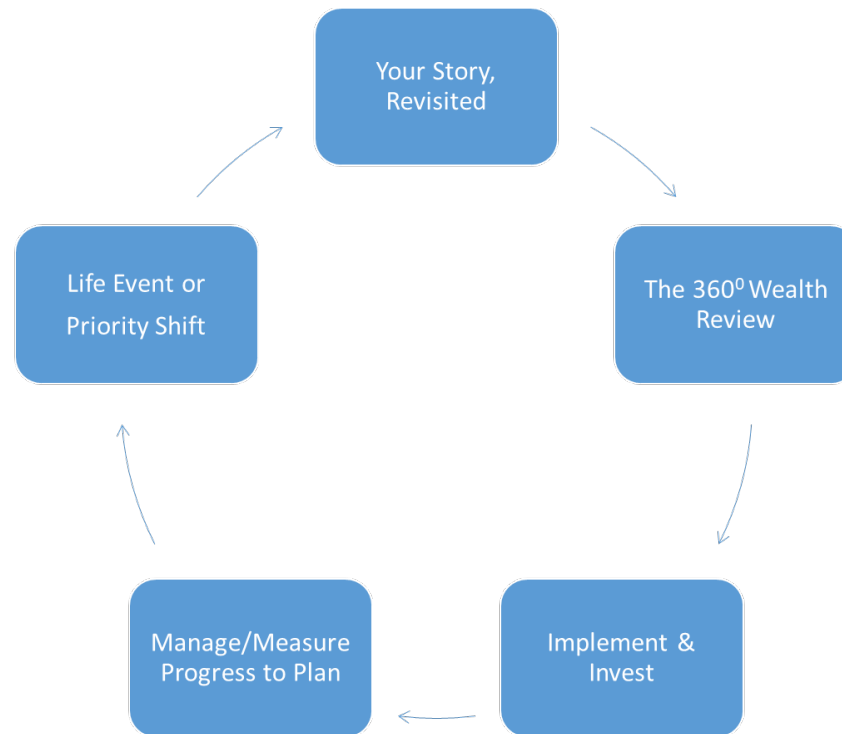 Your Story,
Revisited
The 360⁰ Wealth
Review
Implement &
Invest
Manage/Measure
Progress to Plan
Life Event or
Priority Shift